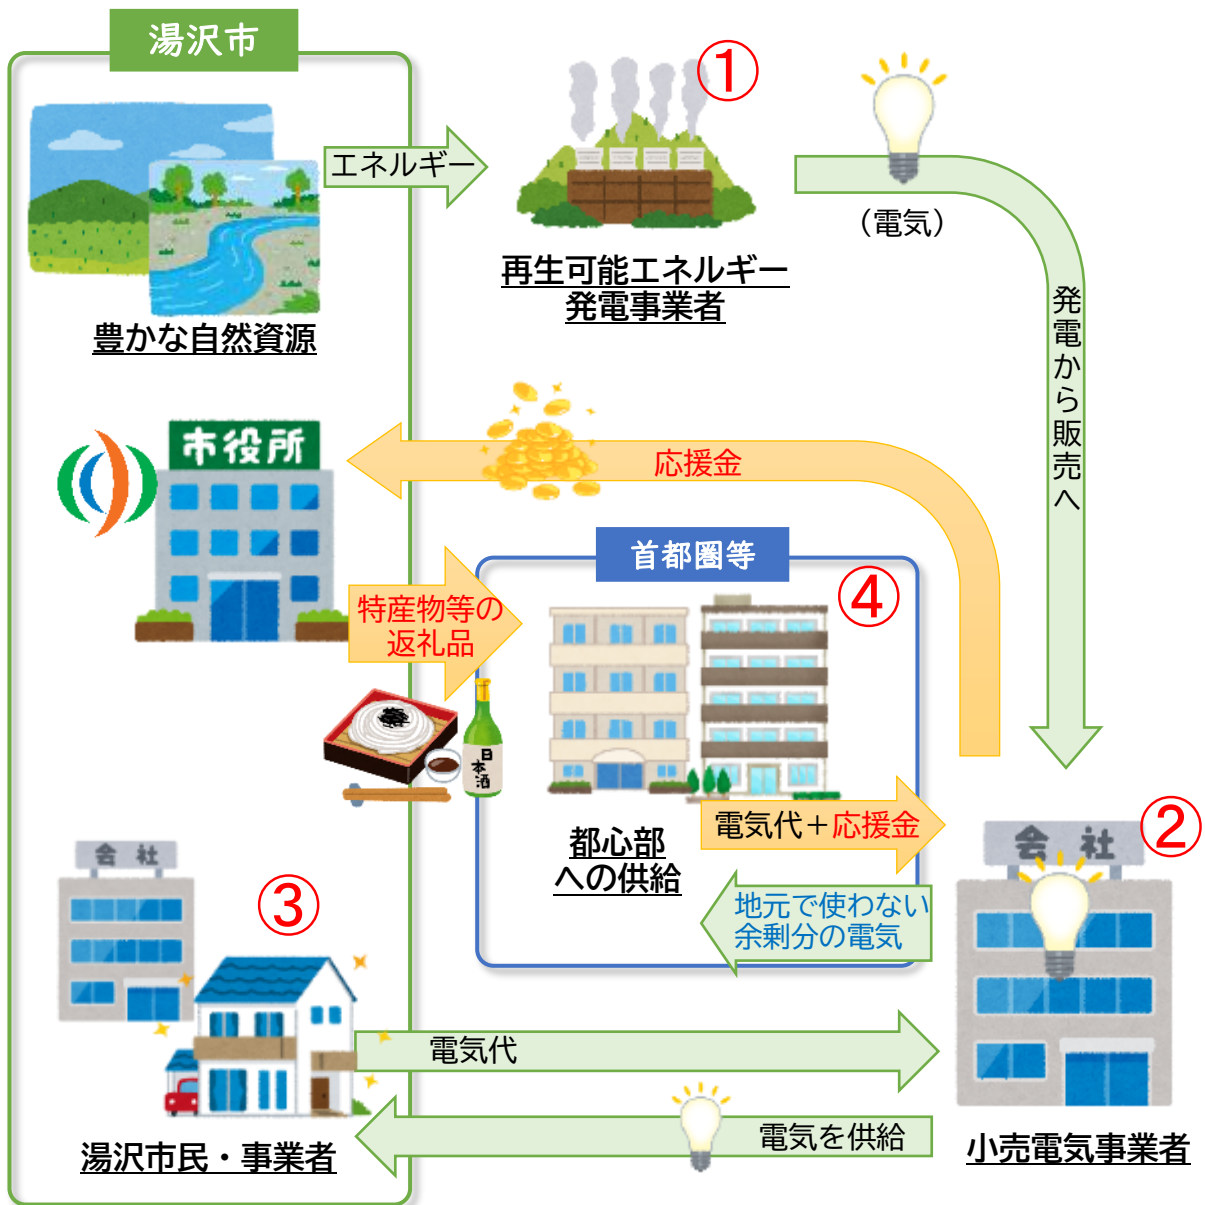 湯沢市
エネルギー
①
（電気）
豊かな自然資源
再生可能エネルギー
発電事業者
発電から販売へ
市役所
応援金
首都圏等
④
特産物等の
返礼品
日本酒
電気代＋応援金
都心部
への供給
地元で使わない
余剰分の電気
②
会社
会社
③
電気代
電気を供給
湯沢市民・事業者
小売電気事業者